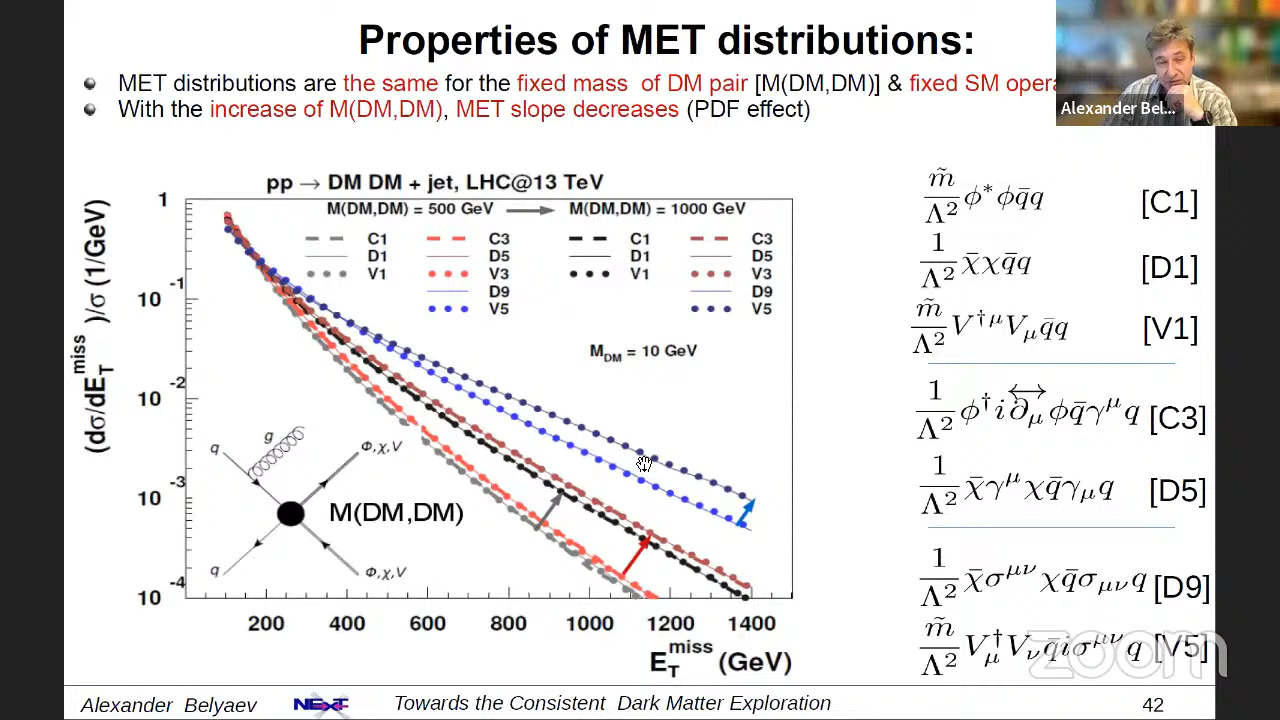 Properties of MET distributions:
MET distributions are the same for the fixed mass of DM pair [M(DM,DM)] & fixed SM opera
With the increase of M(DM,DM), MET slope decreases (PDF effect)
Alexander Bel...
pp → DM DM + jet, LHC@13 TeV
M(DM,DM) = 500 GeV → M(DM,DM) = 1000 GeV
C1 C3 C1 C3
D1 D5 D1 D5
V1 V3 V1 V3
D9 D9
V5 V5
M_DM = 10 GeV
(dσ/dE_T^miss)/σ (1/GeV)
1
10^-1
10^-2
10^-3
10^-4
q g Φ,χ,V
M(DM,DM)
q Φ,χ,V
200 400 600 800 1000 1200 1400
E_T^miss (GeV)
m̃/Λ² ϕ*ϕq̄q [C1]
1/Λ² χ̄χq̄q [D1]
m̃/Λ² V^†μ V_μ q̄q [V1]
1/Λ² ϕ†i∂↔_μ ϕq̄γ^μ q [C3]
1/Λ² χ̄γ^μ χq̄γ_μ q [D5]
1/Λ² χ̄σ^μν χq̄σ_μν q [D9]
m̃/Λ² V†_μ V_ν q̄iσ^μν q [V5]
zoom
Alexander Belyaev NEXT Towards the Consistent Dark Matter Exploration 42